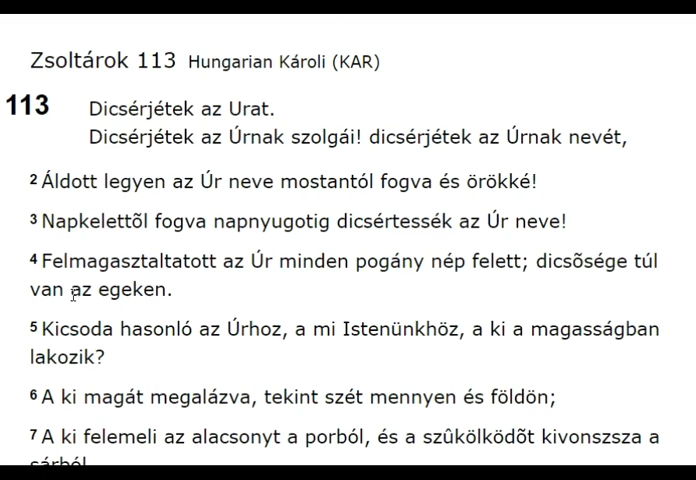 Zsoltárok 113 Hungarian Károli (KAR)
113 Dicsérjétek az Urat.
Dicsérjétek az Úrnak szolgái! dicsérjétek az Úrnak nevét,
2 Áldott legyen az Úr neve mostantól fogva és örökké!
3 Napkelettõl fogva napnyugotig dicsértessék az Úr neve!
4 Felmagasztaltatott az Úr minden pogány nép felett; dicsõsége túl
van az egeken.
5 Kicsoda hasonló az Úrhoz, a mi Istenünkhöz, a ki a magasságban
lakozik?
6 A ki magát megalázva, tekint szét mennyen és földön;
7 A ki felemeli az alacsonyt a porból, és a szûkölködõt kivonszsza a
sárból